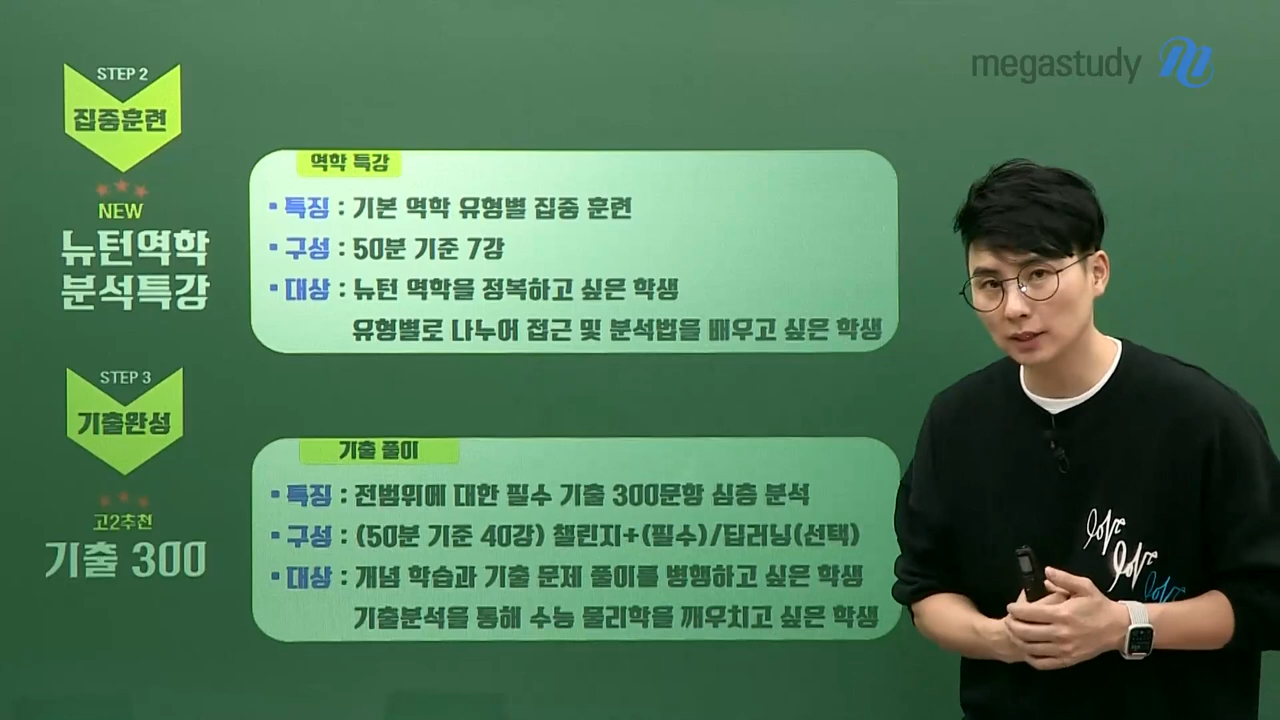 megastudy
STEP 2
집중훈련
NEW
뉴턴역학
분석특강
역학 특강
특징 : 기본 역학 유형별 집중 훈련
구성 : 50분 기준 7강
대상 : 뉴턴 역학을 정복하고 싶은 학생
유형별로 나누어 접근 및 분석법을 배우고 싶은 학생
STEP 3
기출완성
고2추천
기출 300
기출 풀이
특징 : 전범위에 대한 필수 기출 300문항 심층 분석
구성 : (50분 기준 40강) 챌린지+(필수)/딥러닝(선택)
대상 : 개념 학습과 기출 문제 풀이를 병행하고 싶은 학생
기출분석을 통해 수능 물리학을 깨우치고 싶은 학생
love
love
love